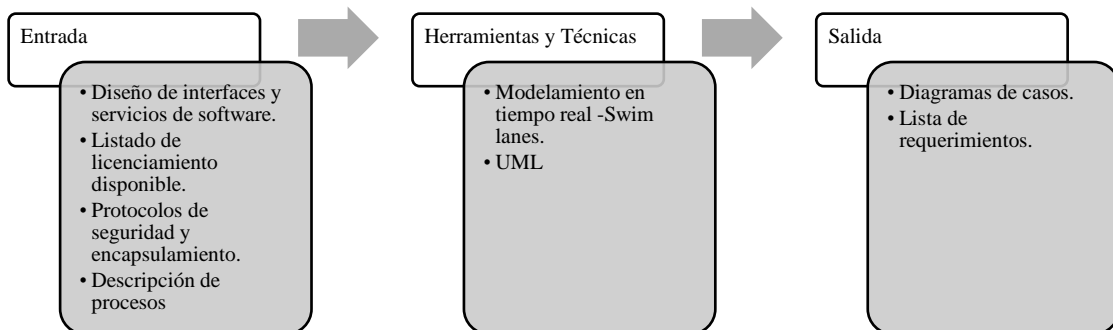 Entrada
• Diseño de interfaces y
servicios de software.
• Listado de
licenciamiento
disponible.
• Protocolos de
seguridad y
encapsulamiento.
• Descripción de
procesos
Herramientas y Técnicas
• Modelamiento en
tiempo real -Swim
lanes.
• UML
Salida
• Diagramas de casos.
• Lista de
requerimientos.